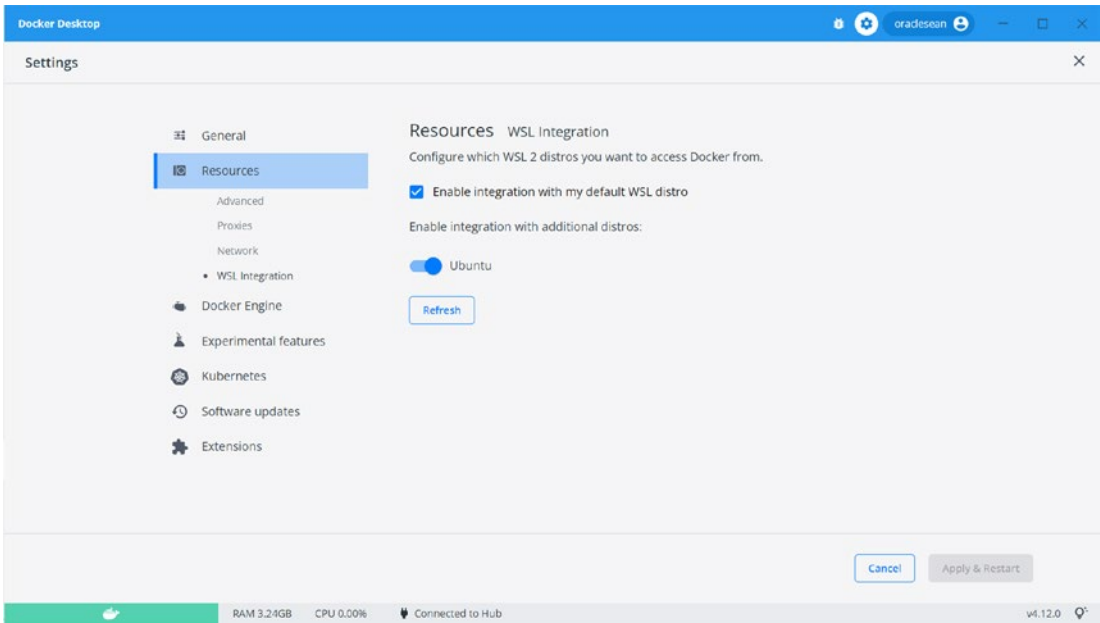 Docker Desktop
oradesean
Settings
General
Resources
Advanced
Proxies
Network
WSL Integration
Docker Engine
Experimental features
Kubernetes
Software updates
Extensions
Resources WSL Integration
Configure which WSL 2 distros you want to access Docker from.
Enable integration with my default WSL distro
Enable integration with additional distros:
Ubuntu
Refresh
Cancel
Apply & Restart
RAM 3.24GB CPU 0.00% Connected to Hub
v4.12.0